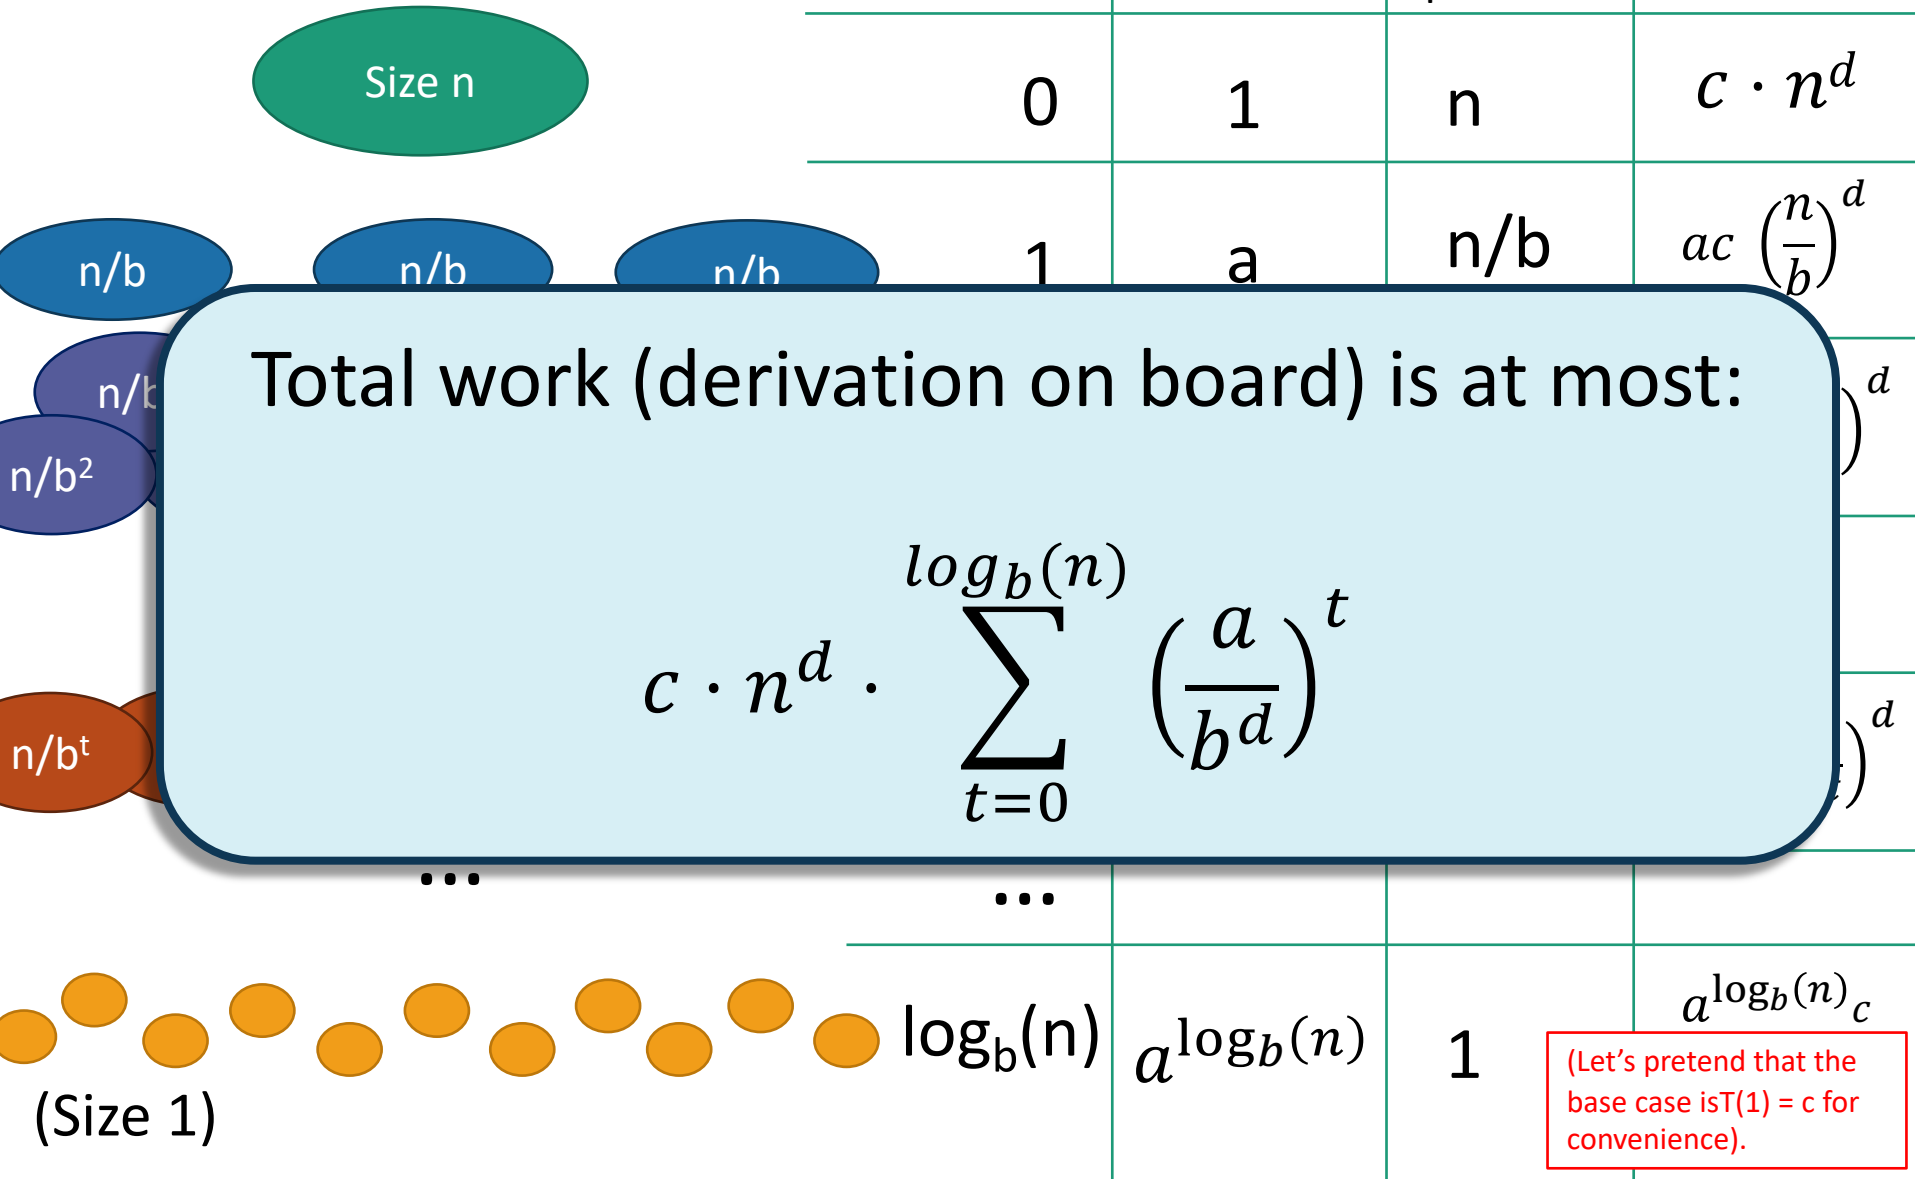 Size n
0 1 n c · n^d
n/b n/b n/b
1 a n/b ac (n/b)^d
Total work (derivation on board) is at most:
n/b²
c · n^d · ∑_{t=0}^{log_b(n)} (a/b^d)^t
n/b^t
...
...
log_b(n) a^{log_b(n)} 1 a^{log_b(n)}c
(Size 1)
(Let's pretend that the
base case isT(1) = c for
convenience).